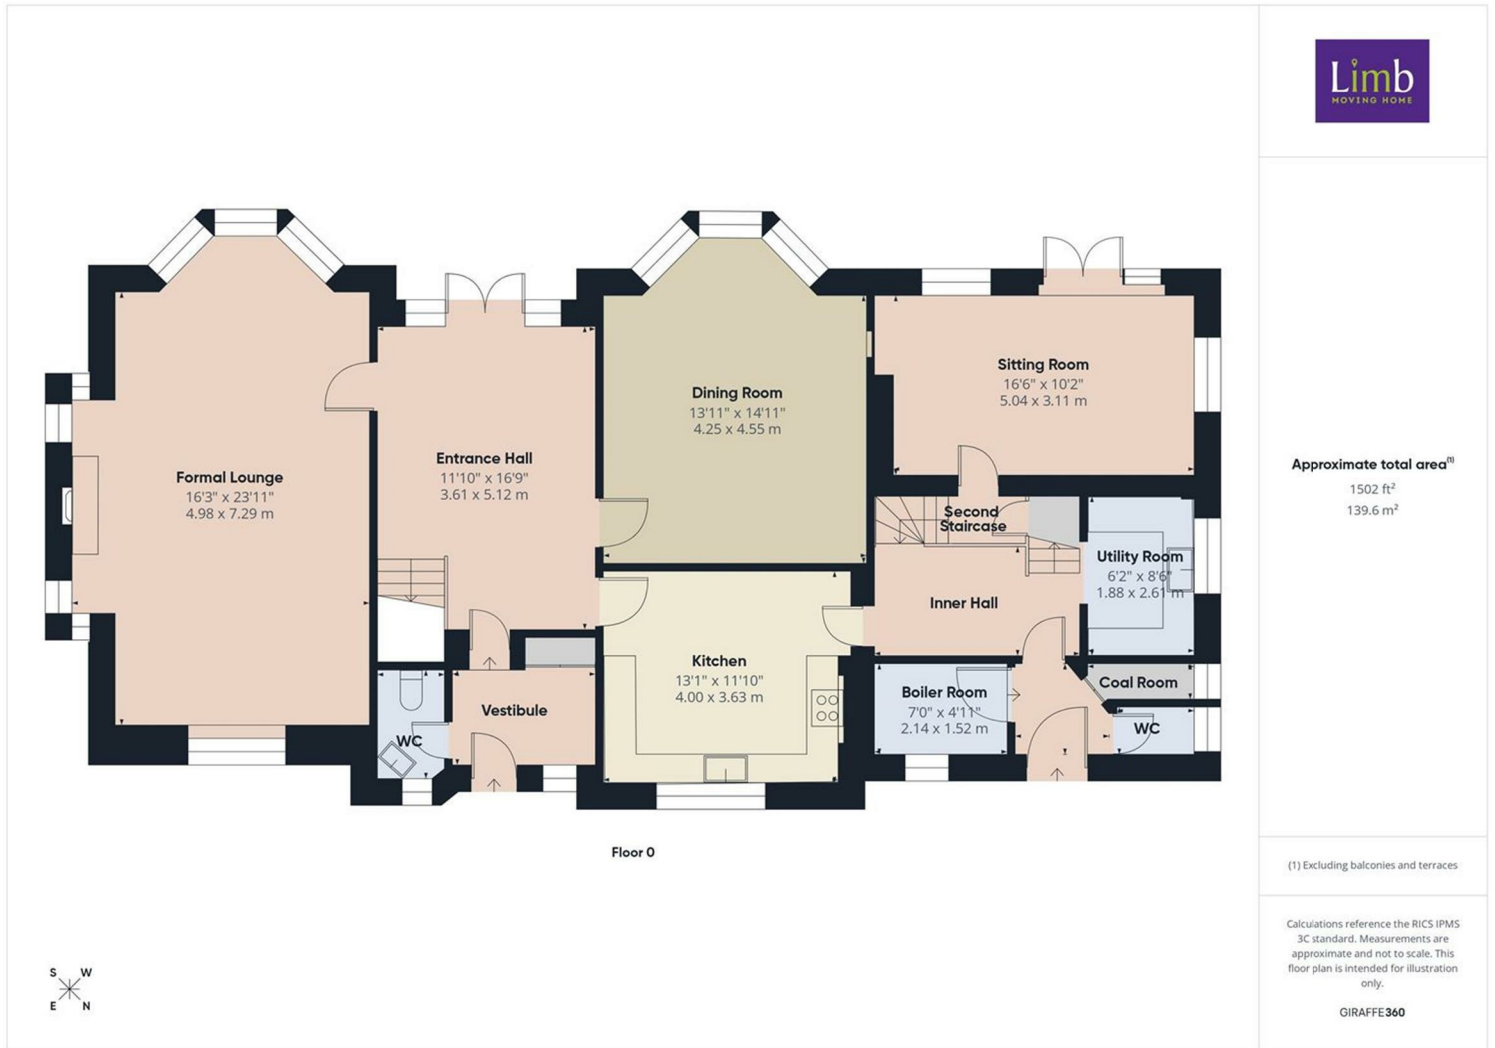 Limb
MOVING HOME
Formal Lounge
16'3" x 23'11"
4.98 x 7.29 m
Entrance Hall
11'10" x 16'9"
3.61 x 5.12 m
Dining Room
13'11" x 14'11"
4.25 x 4.55 m
Sitting Room
16'6" x 10'2"
5.04 x 3.11 m
Second
Staircase
Utility Room
6'2" x 8'6"
1.88 x 2.61 m
Inner Hall
Kitchen
13'1" x 11'10"
4.00 x 3.63 m
Boiler Room
7'0" x 4'11"
2.14 x 1.52 m
Coal Room
WC
Vestibule
WC
Floor 0
S W
E N
Approximate total area(1)
1502 ft²
139.6 m²
(1) Excluding balconies and terraces
Calculations reference the RICS IPMS
3C standard. Measurements are
approximate and not to scale. This
floor plan is intended for illustration
only.
GIRAFFE360